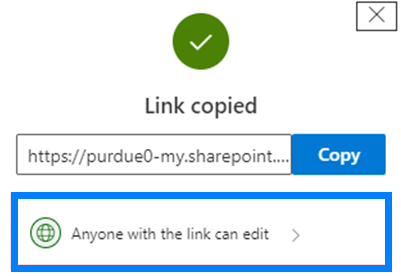 Link copied
https://purdue0-my.sharepoint....
Copy
Anyone with the link can edit